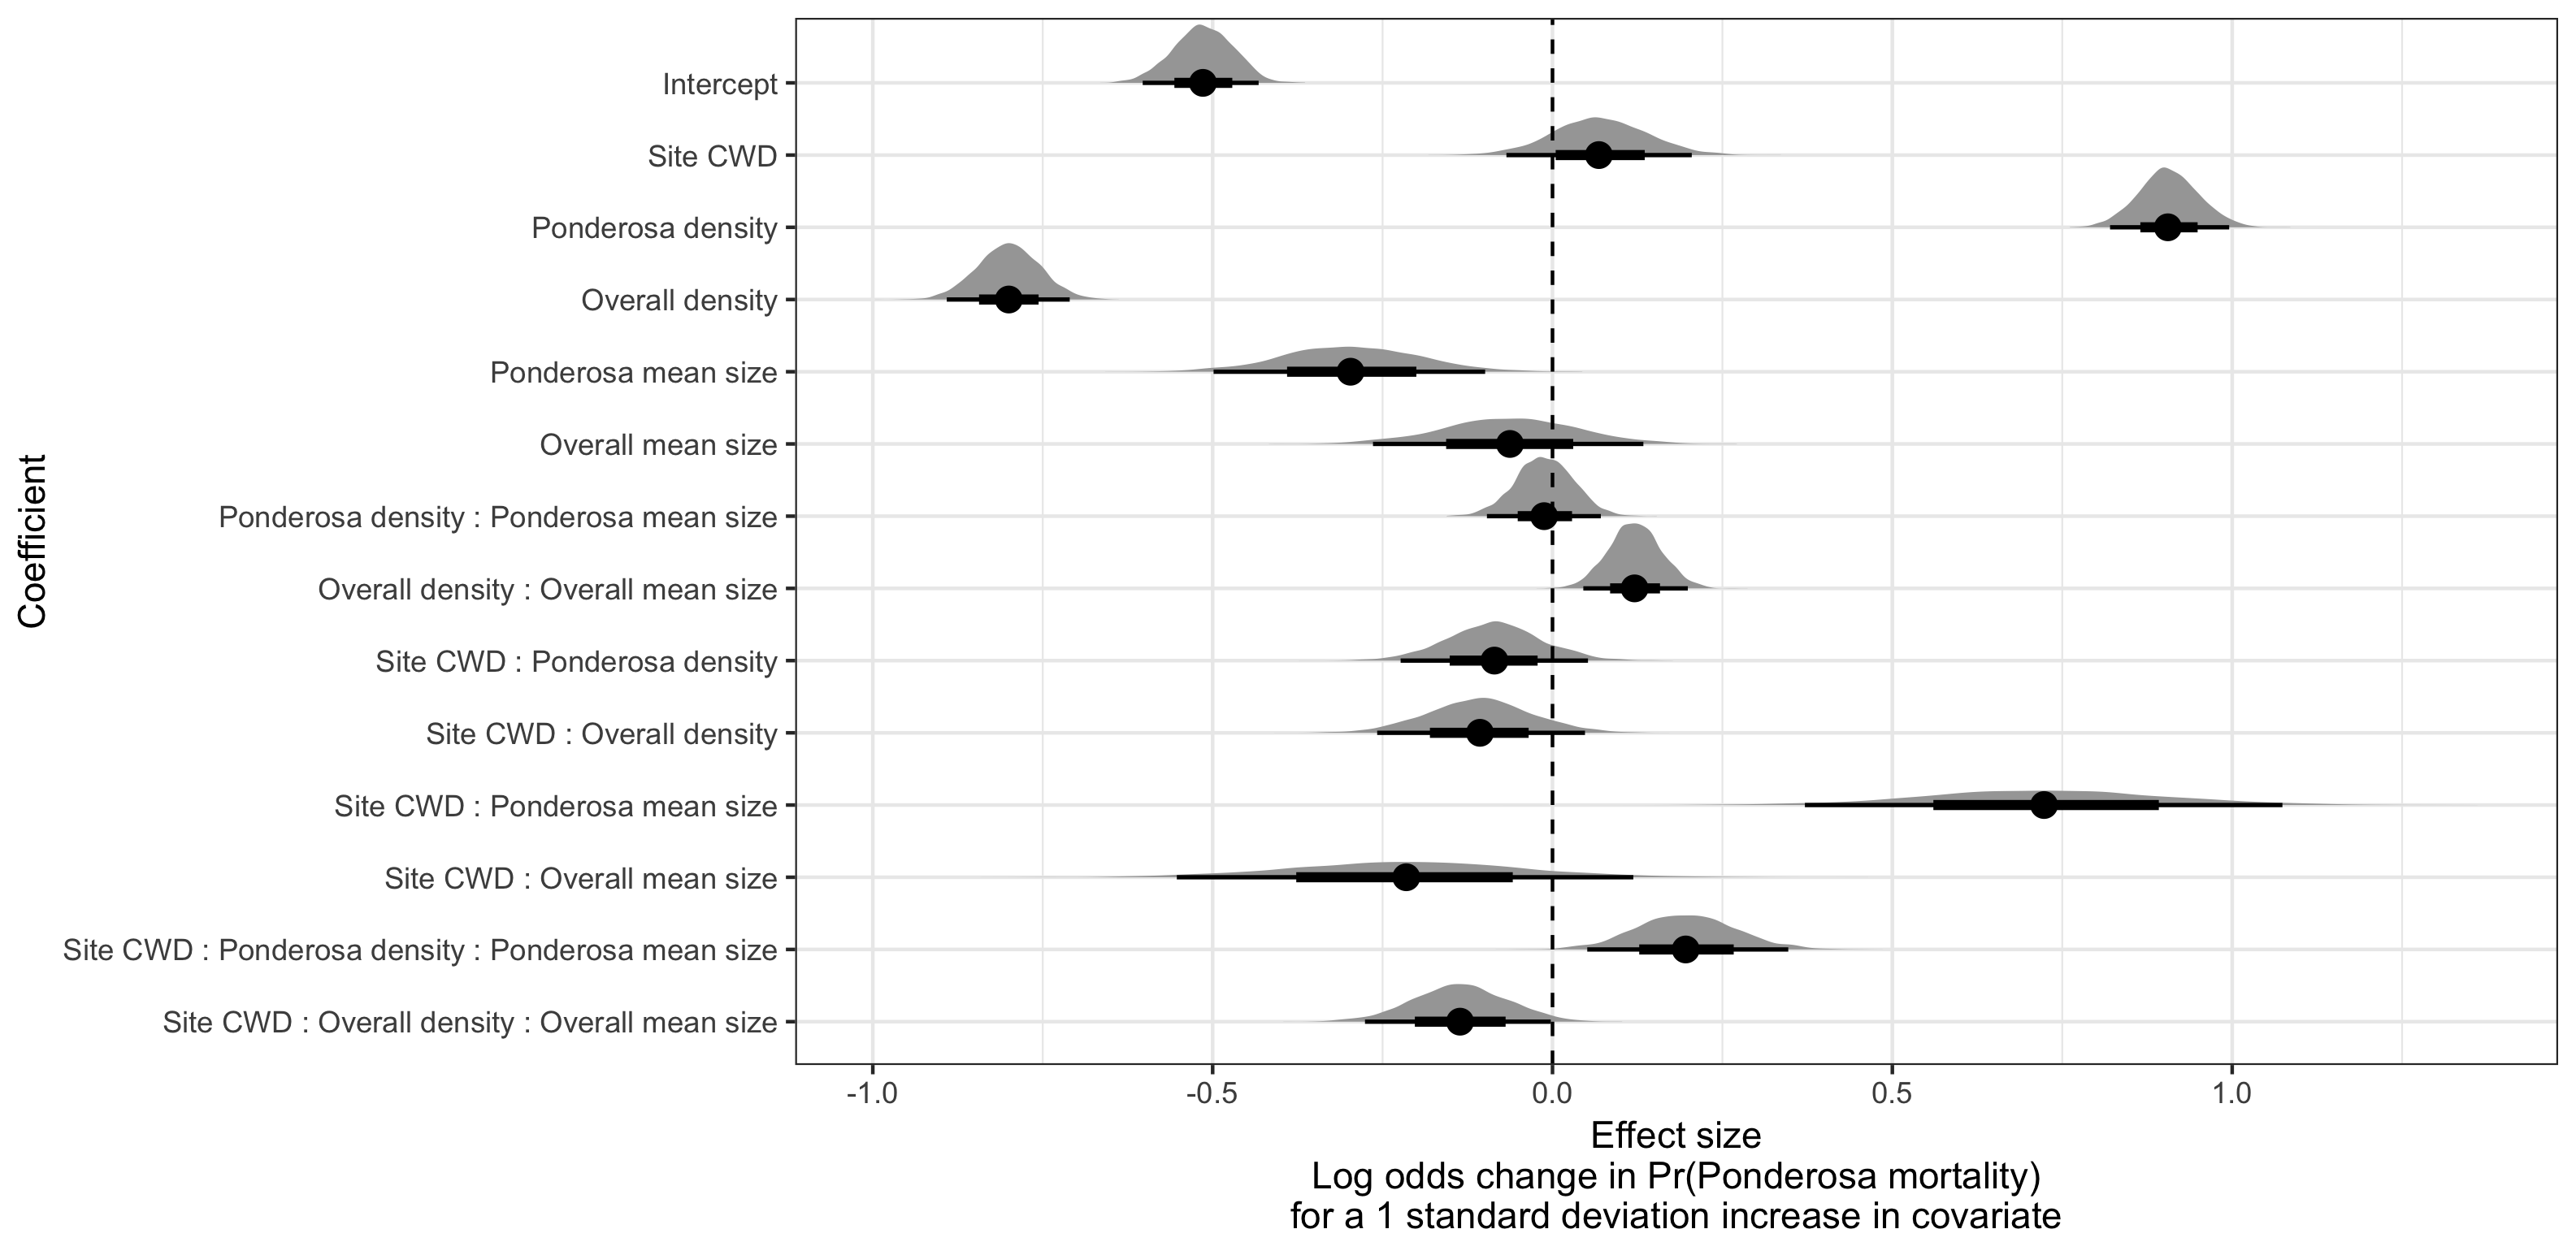 Coefficient
Intercept
Site CWD
Ponderosa density
Overall density
Ponderosa mean size
Overall mean size
Ponderosa density : Ponderosa mean size
Overall density : Overall mean size
Site CWD : Ponderosa density
Site CWD : Overall density
Site CWD : Ponderosa mean size
Site CWD : Overall mean size
Site CWD : Ponderosa density : Ponderosa mean size
Site CWD : Overall density : Overall mean size
-1.0 -0.5 0.0 0.5 1.0
Effect size
Log odds change in Pr(Ponderosa mortality)
for a 1 standard deviation increase in covariate